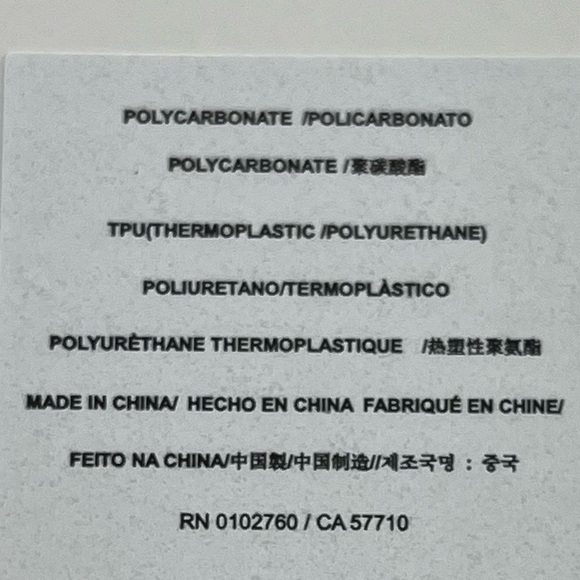 POLYCARBONATE /POLICARBONATO
POLYCARBONATE /聚碳酸酯
TPU(THERMOPLASTIC /POLYURETHANE)
POLIURETANO/TERMOPLÀSTICO
POLYURÈTHANE THERMOPLASTIQUE /热塑性聚氨酯
MADE IN CHINA/ HECHO EN CHINA FABRIQUÉ EN CHINE/
FEITO NA CHINA/中国製/中国制造//제조국명 : 중국
RN 0102760 / CA 57710